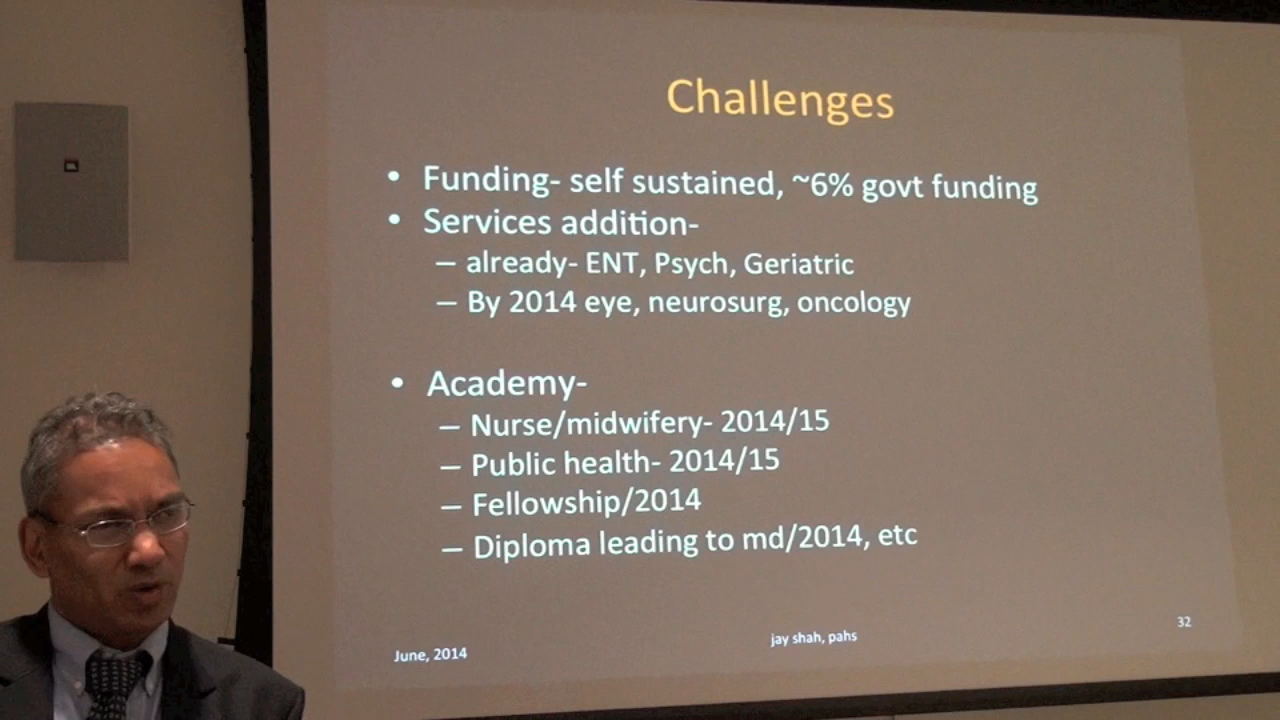 Challenges
• Funding- self sustained, ~6% govt funding
• Services addition-
– already- ENT, Psych, Geriatric
– By 2014 eye, neurosurg, oncology
• Academy-
– Nurse/midwifery- 2014/15
– Public health- 2014/15
– Fellowship/2014
– Diploma leading to md/2014, etc
June, 2014
jay shah, pahs
32